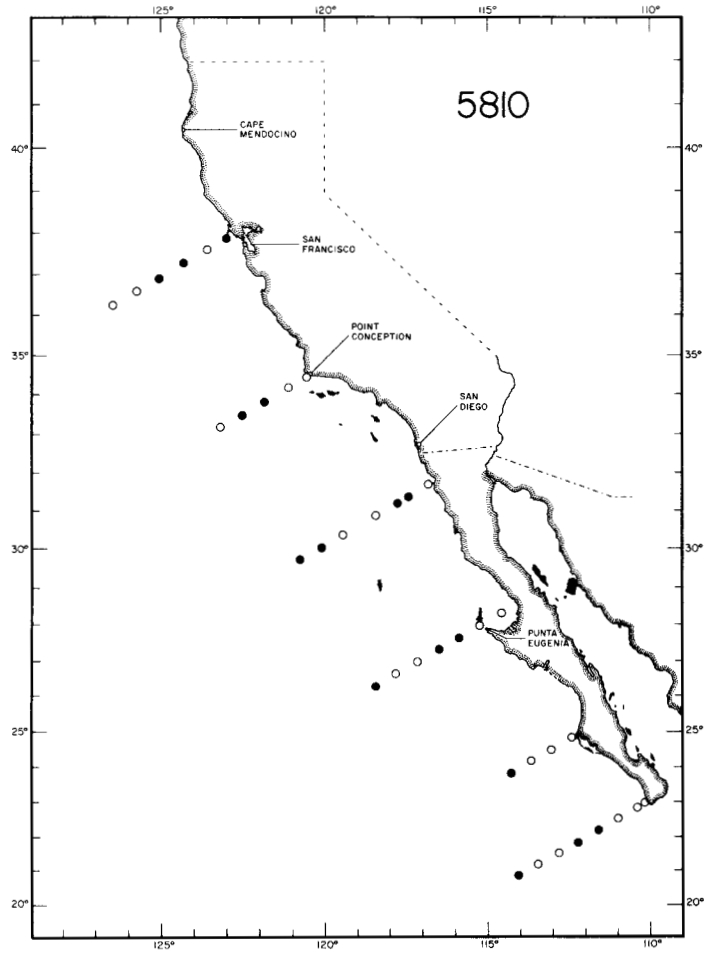 125° 120° 115° 110°
5810
CAPE
MENDOCINO
40° 40°
SAN
FRANCISCO
POINT
CONCEPTION
35° 35°
SAN
DIEGO
30° 30°
PUNTA
EUGENIA
25° 25°
20° 20°
125° 120° 115° 110°